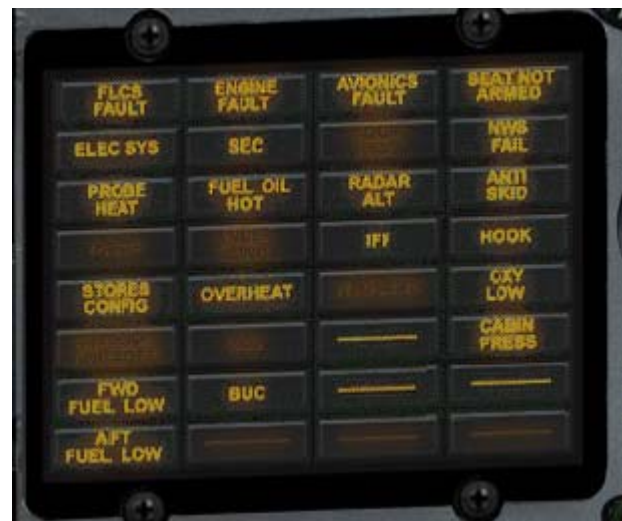 FLCS
FAULT
ENGINE
FAULT
AVIONICS
FAULT
SEAT NOT
ARMED
ELEC SYS
SEC
NWS
FAIL
PROBE
HEAT
FUEL OIL
HOT
RADAR
ALT
ANTI
SKID
IFF
HOOK
STORES
CONFIG
OVERHEAT
OXY
LOW
CABIN
PRESS
FWD
FUEL LOW
BUC
AFT
FUEL LOW